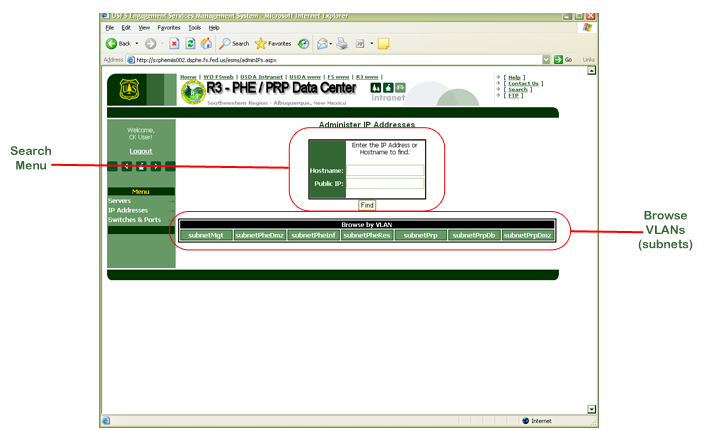 USFS Engagement Services Management System - Microsoft Internet Explorer
File Edit View Favorites Tools Help
Back Search Favorites
Address http://svphemis002.dsphe.fs.fed.us/esms/adminIPs.aspx Go Links
Home | WO FSweb | USDA Intranet | USDA www | FS www | R3 www |
R3 - PHE / PRP Data Center
Southwestern Region - Albuquerque, New Mexico
intranet
[ Help ]
[ Contact Us ]
[ Search ]
[ FTP ]
Welcome,
OK User!
Logout
Menu
Servers
IP Addresses
Switches & Ports
Administer IP Addresses
Enter the IP Address or
Hostname to find.
Hostname:
Public IP:
Find
Browse by VLAN
subnetMgt subnetPheDmz subnetPheInf subnetPheRes subnetPrp subnetPrpDb subnetPrpDmz
Search
Menu
Browse
VLANs
(subnets)
Internet